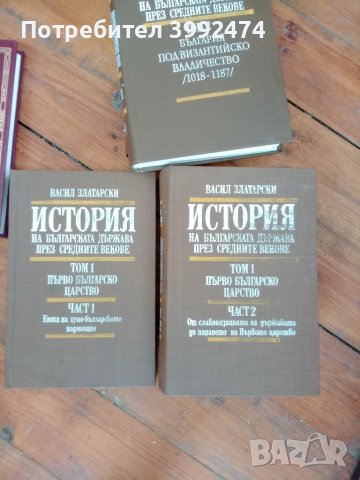 Потребител 3992474
НА БЪЛГАРСКАТА ДЪРЖАВА
ПРЕЗ СРЕДНИТЕ ВЕКОВЕ
БЪЛГАРИЯ
ПОД ВИЗАНТИЙСКО
ВЛАДИЧЕСТВО
/1018-1187/
ВАСИЛ ЗЛАТАРСКИ
ИСТОРИЯ
НА БЪЛГАРСКАТА ДЪРЖАВА
ПРЕЗ СРЕДНИТЕ ВЕКОВЕ
ТОМ 1
ПЪРВО БЪЛГАРСКО
ЦАРСТВО
ЧАСТ 1
Епоха на хуно-българското
надмощие
ВАСИЛ ЗЛАТАРСКИ
ИСТОРИЯ
НА БЪЛГАРСКАТА ДЪРЖАВА
ПРЕЗ СРЕДНИТЕ ВЕКОВЕ
ТОМ 1
ПЪРВО БЪЛГАРСКО
ЦАРСТВО
ЧАСТ 2
От славянизацията на държавата
до падането на Първото царство
BAZAR
bg